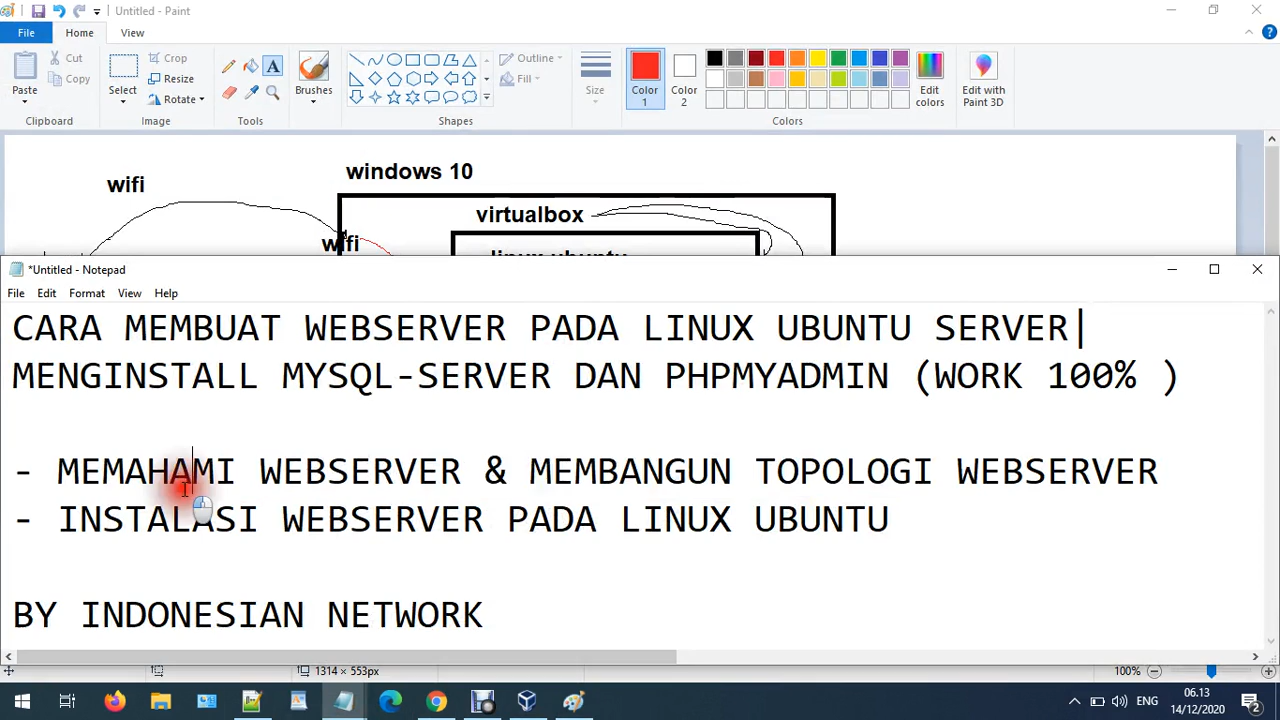 Untitled - Paint
File Home View
Paste
Cut
Copy
Clipboard
Select
Crop
Resize
Rotate
Image
Tools
Brushes
Shapes
Outline
Fill
Size
Color 1
Color 2
Colors
Edit colors
Edit with Paint 3D
windows 10
wifi
virtualbox
wifi
linux ubuntu
*Untitled - Notepad
File Edit Format View Help
CARA MEMBUAT WEBSERVER PADA LINUX UBUNTU SERVER|
MENGINSTALL MYSQL-SERVER DAN PHPMYADMIN (WORK 100% )
- MEMAHAMI WEBSERVER & MEMBANGUN TOPOLOGI WEBSERVER
- INSTALASI WEBSERVER PADA LINUX UBUNTU
BY INDONESIAN NETWORK
1314 × 553px
100%
ENG
06.13
14/12/2020
2